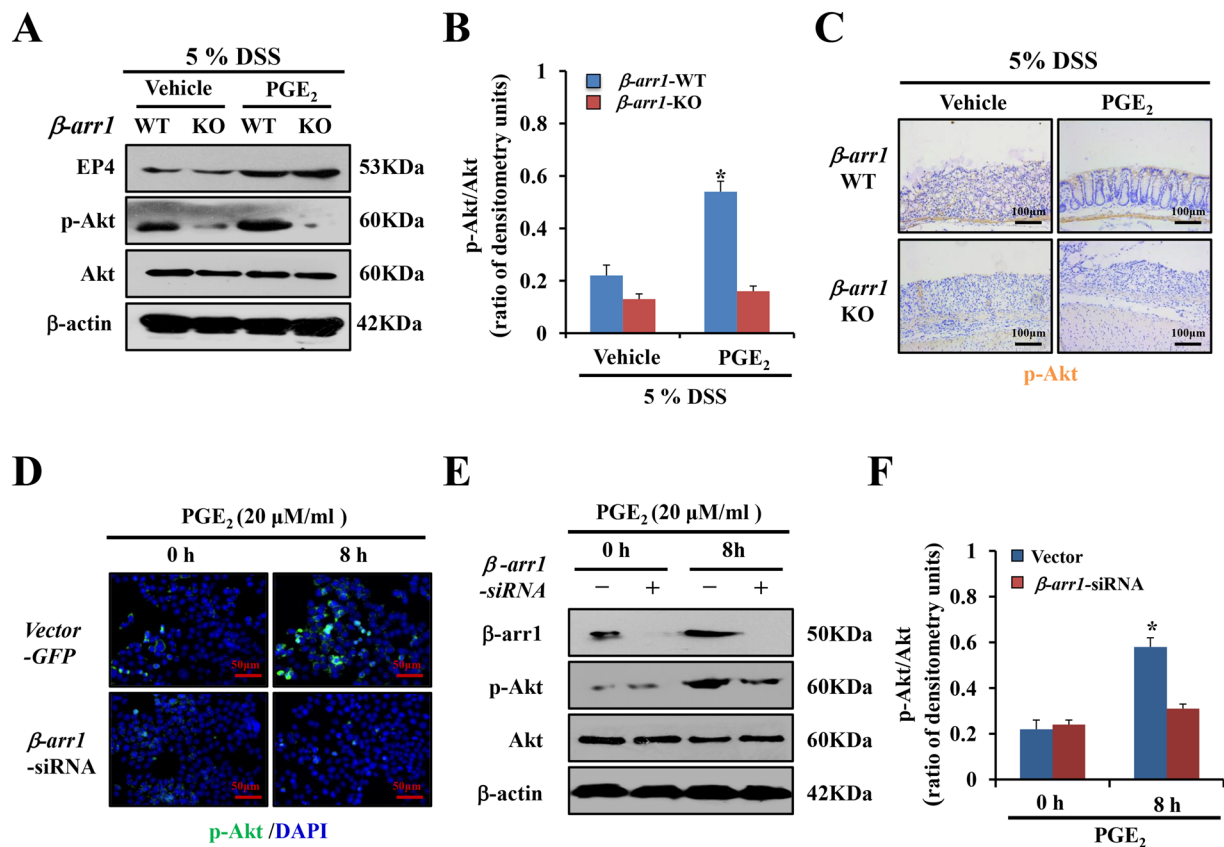 A
5 % DSS
Vehicle PGE2
β-arr1 WT KO WT KO
EP4 53KDa
p-Akt 60KDa
Akt 60KDa
β-actin 42KDa
B
p-Akt/Akt
(ratio of densitometry units)
1
0.8
0.6
0.4
0.2
0
β-arr1-WT
β-arr1-KO
*
Vehicle PGE2
5 % DSS
C
5% DSS
Vehicle PGE2
β-arr1
WT
100μm 100μm
β-arr1
KO
100μm 100μm
p-Akt
D
PGE2 (20 μM/ml )
0 h 8 h
Vector
-GFP
50μm 50μm
β-arr1
-siRNA
50μm 50μm
p-Akt /DAPI
E
PGE2 (20 μM/ml )
0 h 8h
β-arr1
-siRNA − + − +
β-arr1 50KDa
p-Akt 60KDa
Akt 60KDa
β-actin 42KDa
F
p-Akt/Akt
(ratio of densitometry units)
1
0.8
0.6
0.4
0.2
0
Vector
β-arr1-siRNA
*
0 h 8 h
PGE2